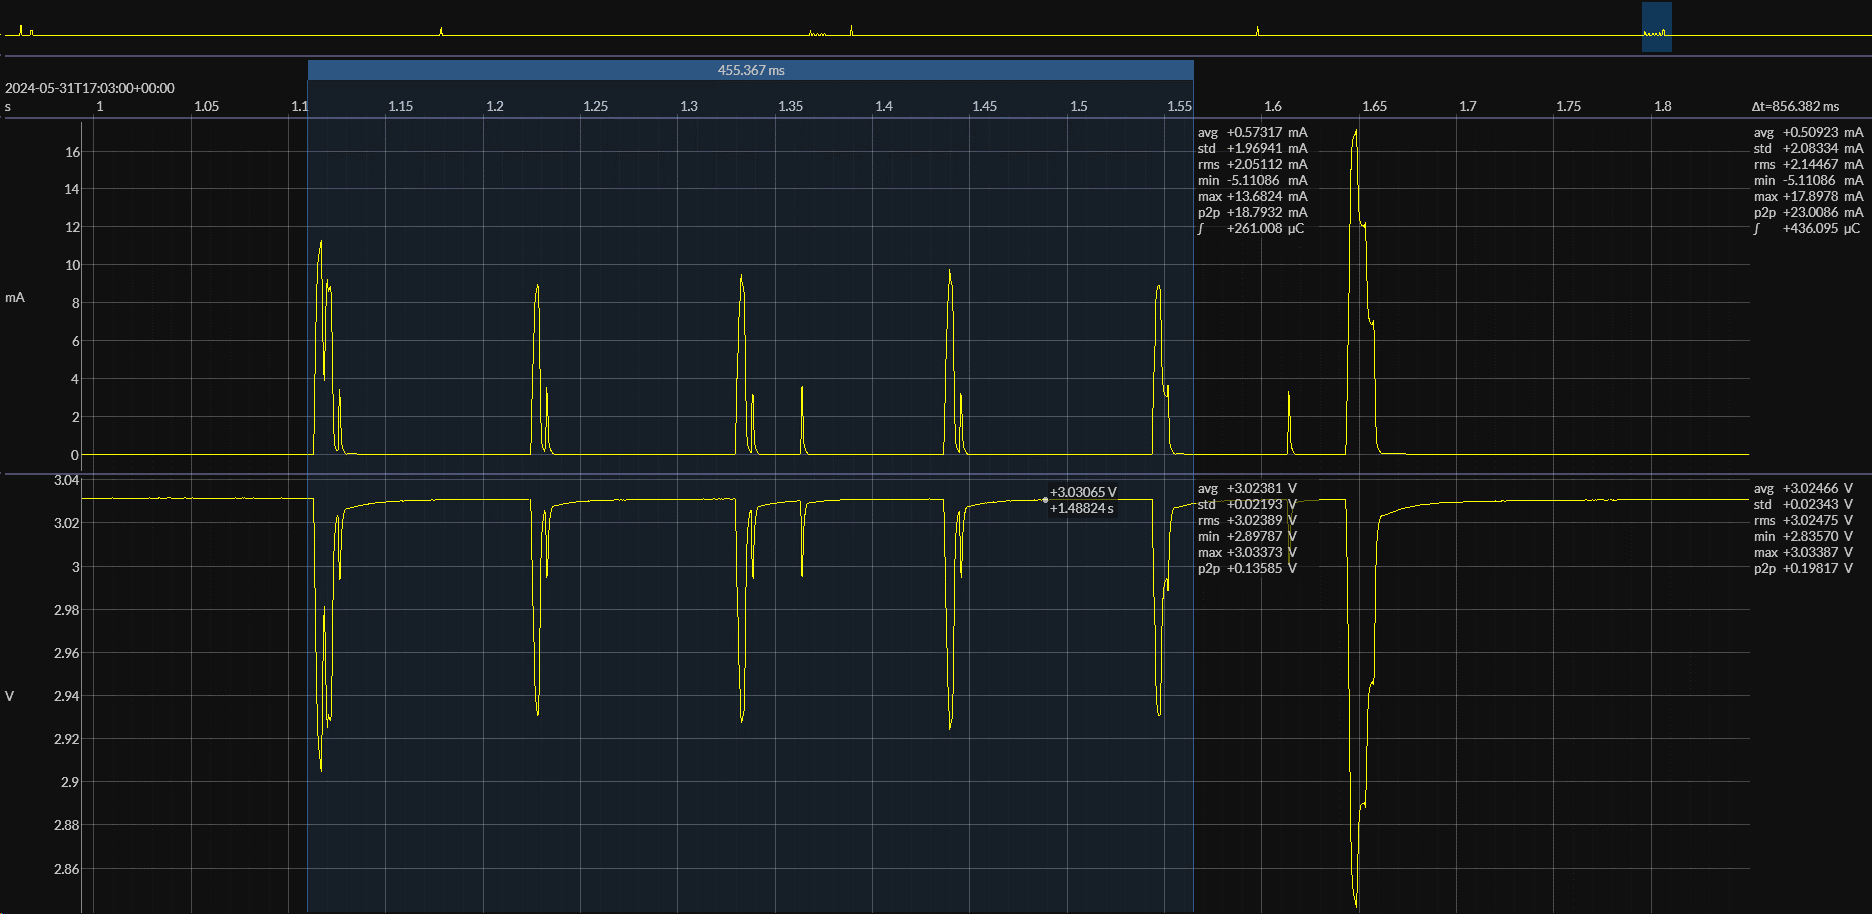 455.367 ms
2024-05-31T17:03:00+00:00
s 1 1.05 1.1 1.15 1.2 1.25 1.3 1.35 1.4 1.45 1.5 1.55 1.6 1.65 1.7 1.75 1.8 Δt=856.382 ms
mA
16
14
12
10
8
6
4
2
0
avg +0.57317 mA
std +1.96941 mA
rms +2.05112 mA
min -5.11086 mA
max +13.6824 mA
p2p +18.7932 mA
∫ +261.008 µC
avg +0.50923 mA
std +2.08334 mA
rms +2.14467 mA
min -5.11086 mA
max +17.8978 mA
p2p +23.0086 mA
∫ +436.095 µC
V
3.04
3.02
3
2.98
2.96
2.94
2.92
2.9
2.88
2.86
+3.03065 V
+1.48824 s
avg +3.02381 V
std +0.02193 V
rms +3.02389 V
min +2.89787 V
max +3.03373 V
p2p +0.13585 V
avg +3.02466 V
std +0.02343 V
rms +3.02475 V
min +2.83570 V
max +3.03387 V
p2p +0.19817 V